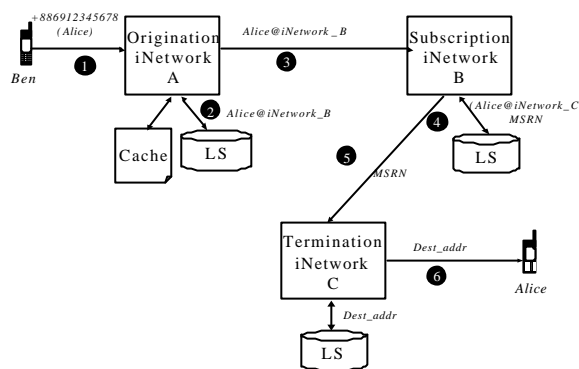 +886912345678
(Alice)
Ben
1
Origination
iNetwork
A
Alice@iNetwork_B
3
Subscription
iNetwork
B
2
Alice@iNetwork_B
Cache
LS
4
(Alice@iNetwork_C
MSRN
LS
5
MSRN
Termination
iNetwork
C
Dest_addr
6
Alice
Dest_addr
LS